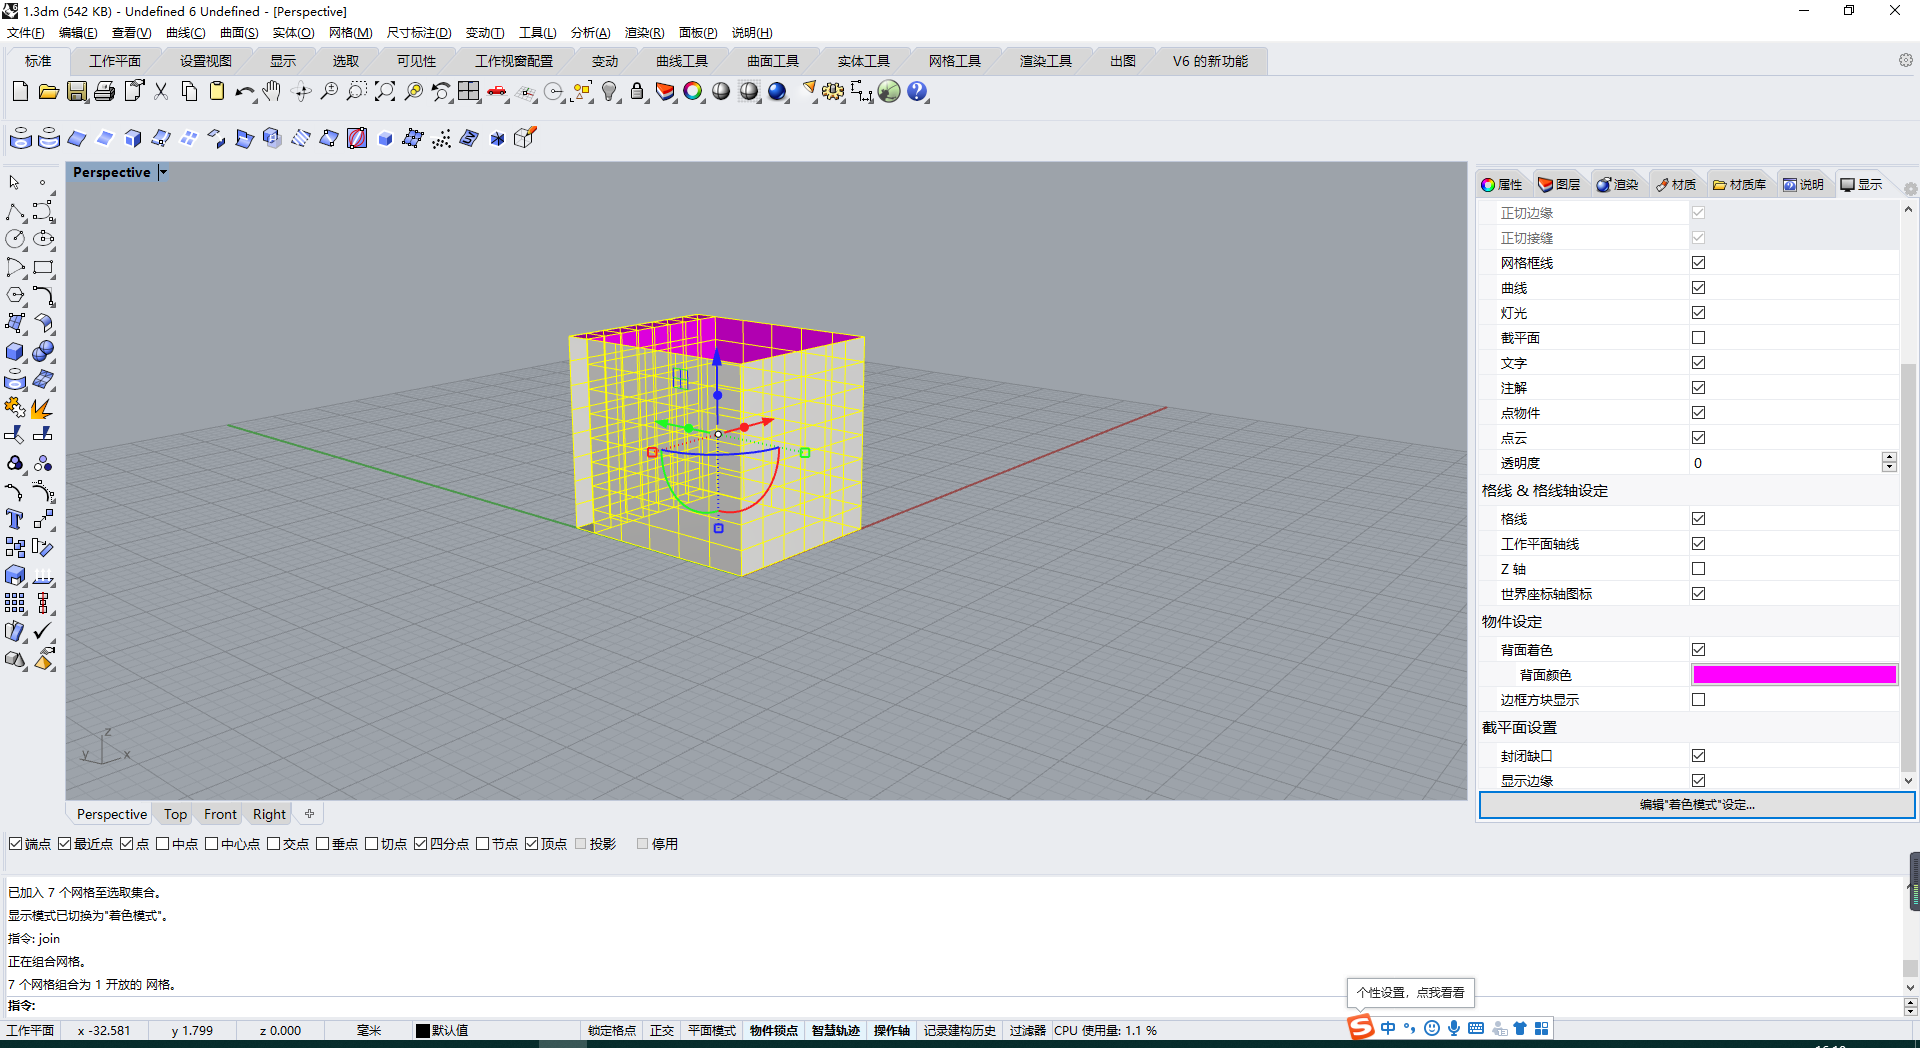 1.3dm (542 KB) - Undefined 6 Undefined - [Perspective]
文件(F) 编辑(E) 查看(V) 曲线(C) 曲面(S) 实体(O) 网格(M) 尺寸标注(D) 变动(T) 工具(L) 分析(A) 渲染(R) 面板(P) 说明(H)
标准 工作平面 设置视图 显示 选取 可见性 工作视窗配置 变动 曲线工具 曲面工具 实体工具 网格工具 渲染工具 出图 V6 的新功能
Perspective
属性 图层 渲染 材质 材质库 说明 显示
正切边缘
正切接缝
网格框线
曲线
灯光
截平面
文字
注解
点物件
点云
透明度 0
格线 & 格线轴设定
格线
工作平面轴线
Z 轴
世界座标轴图标
物件设定
背面着色
背面颜色
边框方块显示
截平面设置
封闭缺口
显示边缘
编辑"着色模式"设定...
z
y
x
Perspective Top Front Right
端点 最近点 点 中点 中心点 交点 垂点 切点 四分点 节点 顶点 投影 停用
已加入 7 个网格至选取集合。
显示模式已切换为"着色模式"。
指令: join
正在组合网格。
7 个网格组合为 1 开放的 网格。
指令:
个性设置，点我看看
工作平面 x -32.581 y 1.799 z 0.000 毫米 默认值 锁定格点 正交 平面模式 物件锁点 智慧轨迹 操作轴 记录建构历史 过滤器 CPU 使用量: 1.1 %
中